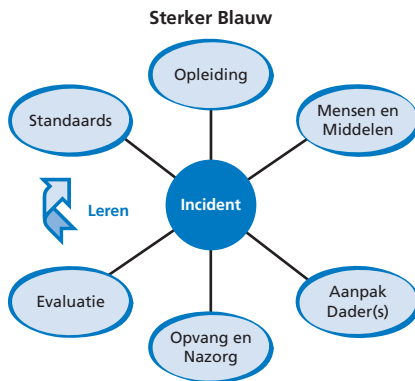 Sterker Blauw
Opleiding
Standaards
Mensen en
Middelen
Incident
Leren
Evaluatie
Aanpak
Dader(s)
Opvang en
Nazorg